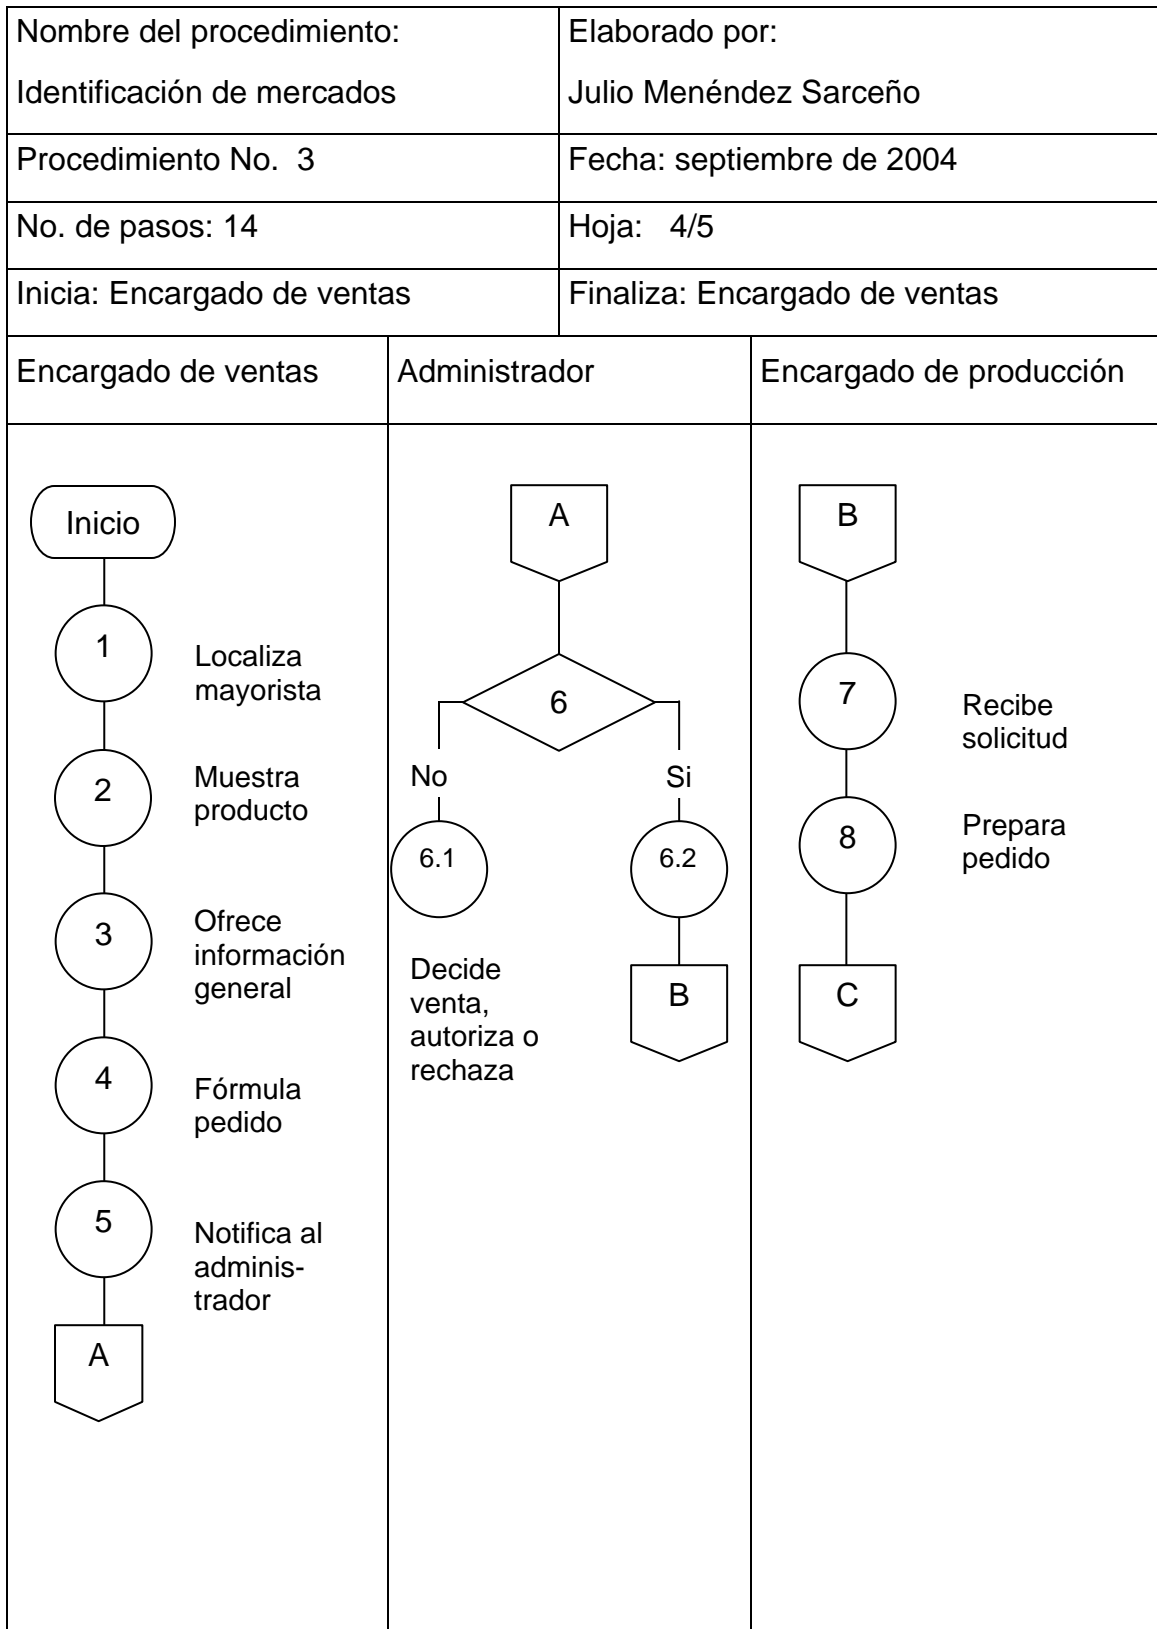 Nombre del procedimiento:
Identificación de mercados
Elaborado por:
Julio Menéndez Sarceño
Procedimiento No.  3
Fecha: septiembre de 2004
No. de pasos: 14
Hoja:   4/5
Inicia: Encargado de ventas
Finaliza: Encargado de ventas
Encargado de ventas
Administrador
Encargado de producción
Inicio
1
Localiza
mayorista
2
Muestra
producto
3
Ofrece
información
general
4
Fórmula
pedido
5
Notifica al
adminis-
trador
A
A
6
No
Si
6.1
6.2
Decide
venta,
autoriza o
rechaza
B
B
7
Recibe
solicitud
8
Prepara
pedido
C